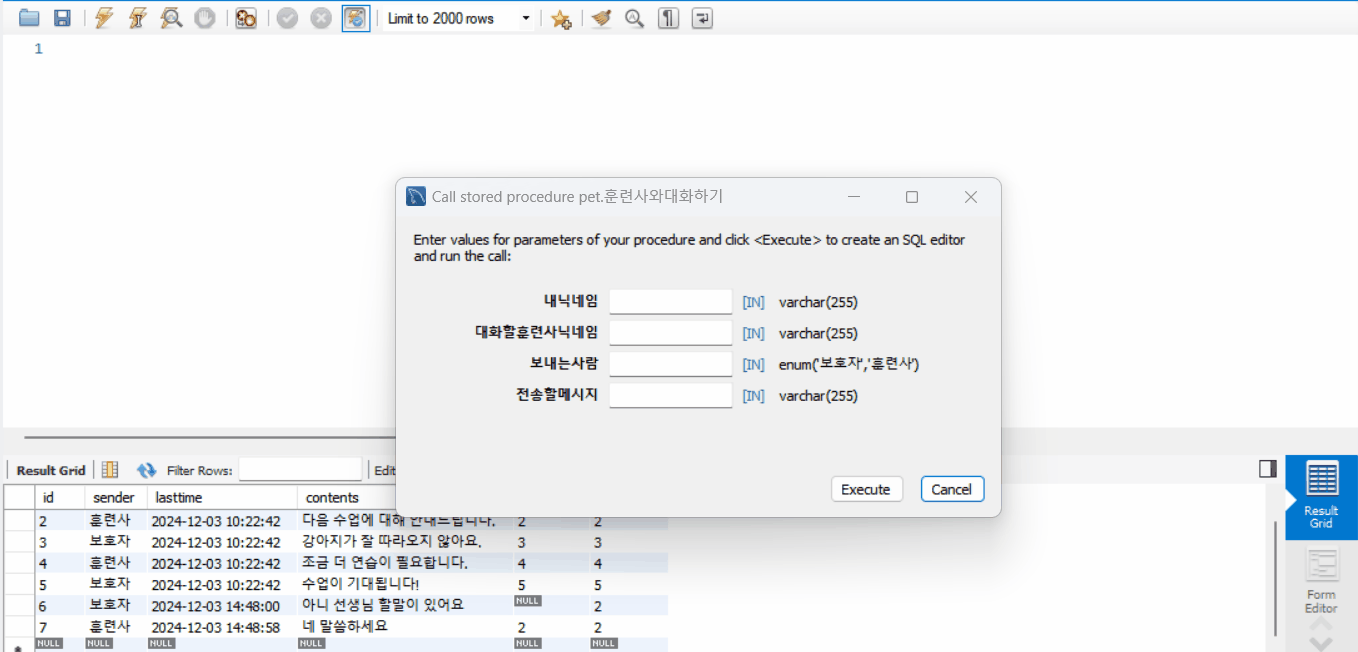 Limit to 2000 rows
1
Call stored procedure pet.훈련사와대화하기
Enter values for parameters of your procedure and click <Execute> to create an SQL editor
and run the call:
내닉네임 [IN] varchar(255)
대화할훈련사닉네임 [IN] varchar(255)
보내는사람 [IN] enum('보호자','훈련사')
전송할메시지 [IN] varchar(255)
Execute Cancel
Result Grid Filter Rows: Edit
id sender lasttime contents
2 훈련사 2024-12-03 10:22:42 다음 수업에 대해 안내드립니다. 2 2
3 보호자 2024-12-03 10:22:42 강아지가 잘 따라오지 않아요. 3 3
4 훈련사 2024-12-03 10:22:42 조금 더 연습이 필요합니다. 4 4
5 보호자 2024-12-03 10:22:42 수업이 기대됩니다! 5 5
6 보호자 2024-12-03 14:48:00 아니 선생님 할말이 있어요 NULL 2
7 훈련사 2024-12-03 14:48:58 네 말씀하세요 2 2
NULL NULL NULL NULL NULL NULL
Result
Grid
Form
Editor